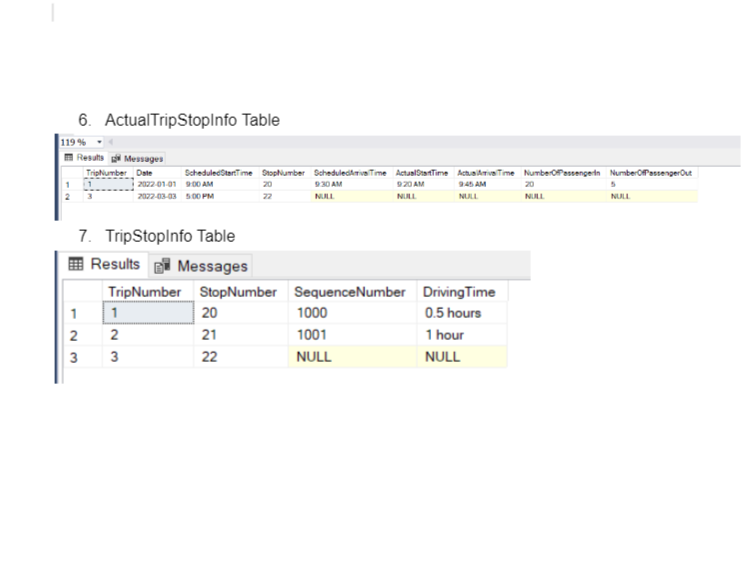 6. ActualTripStopInfo Table
119 %
Results Messages
TripNumber Date ScheduledStartTime StopNumber ScheduledArrivalTime ActualStartTime ActualArrivalTime NumberOfPassengerIn NumberOfPassengerOut
1 1 2022-01-01 9:00 AM 20 9:30 AM 9:20 AM 9:45 AM 20 5
2 3 2022-03-03 5:00 PM 22 NULL NULL NULL NULL NULL
7. TripStopInfo Table
Results Messages
TripNumber StopNumber SequenceNumber DrivingTime
1 1 20 1000 0.5 hours
2 2 21 1001 1 hour
3 3 22 NULL NULL